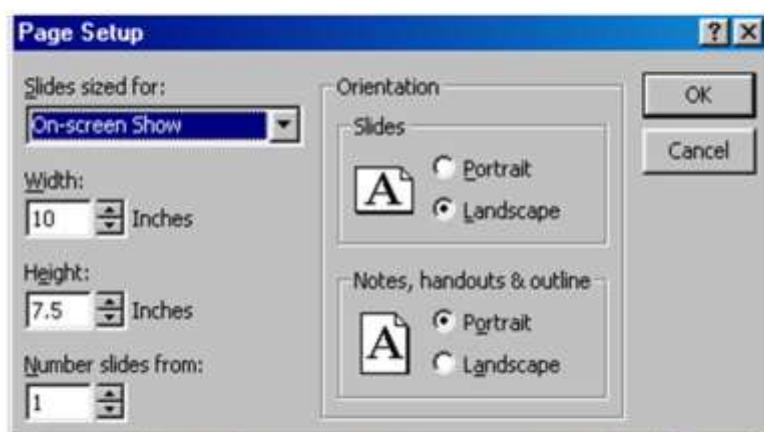 Page Setup
Slides sized for:
On-screen Show
Width:
10 Inches
Height:
7.5 Inches
Number slides from:
1
Orientation
Slides
A
Portrait
Landscape
Notes, handouts & outline
A
Portrait
Landscape
OK
Cancel